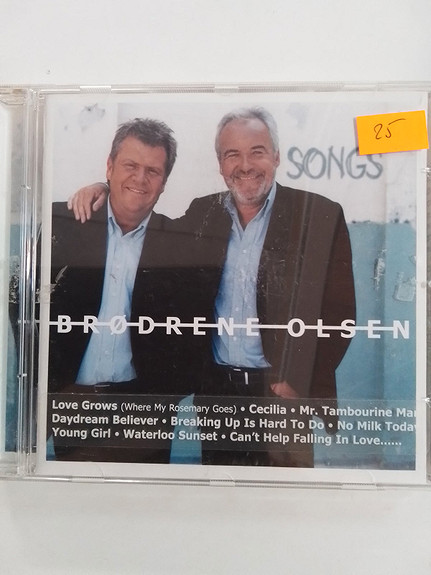 25
SONGS
BRØDRENE OLSEN
Love Grows (Where My Rosemary Goes) • Cecilia • Mr. Tambourine Man
Daydream Believer • Breaking Up Is Hard To Do • No Milk Today
Young Girl • Waterloo Sunset • Can't Help Falling In Love......